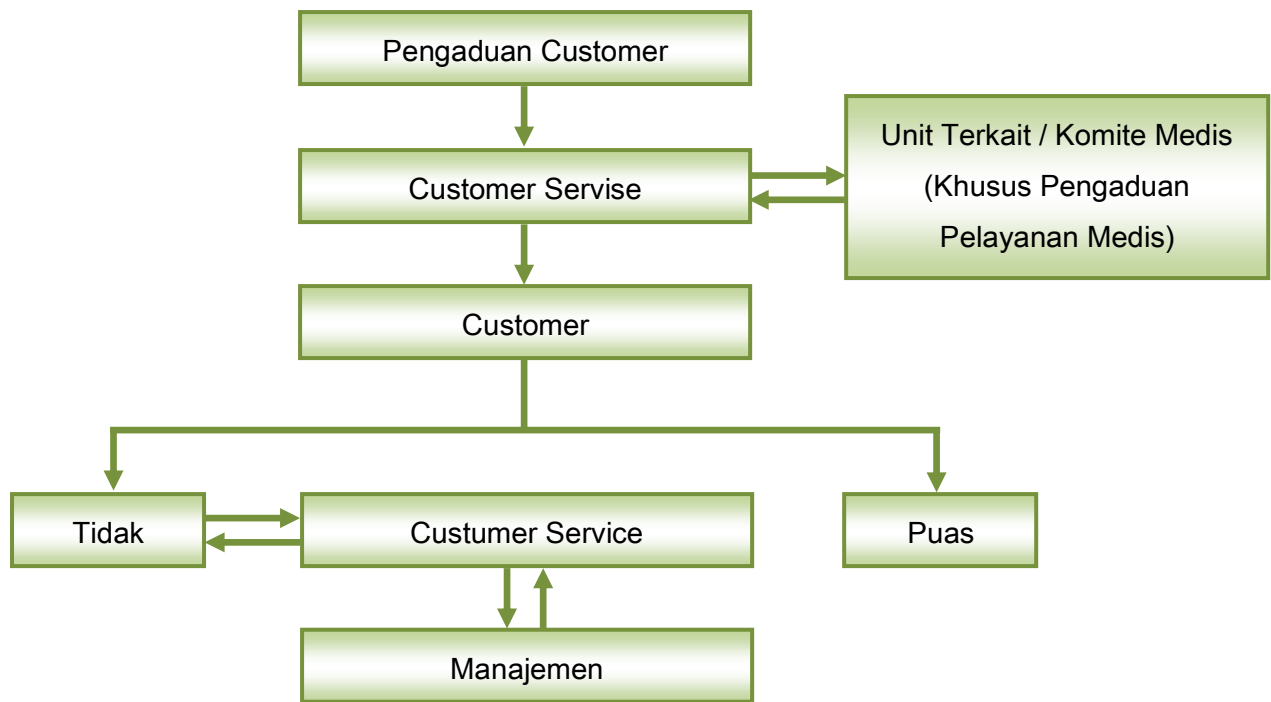 Pengaduan Customer
Unit Terkait / Komite Medis
(Khusus Pengaduan
Pelayanan Medis)
Customer Servise
Customer
Tidak
Custumer Service
Puas
Manajemen